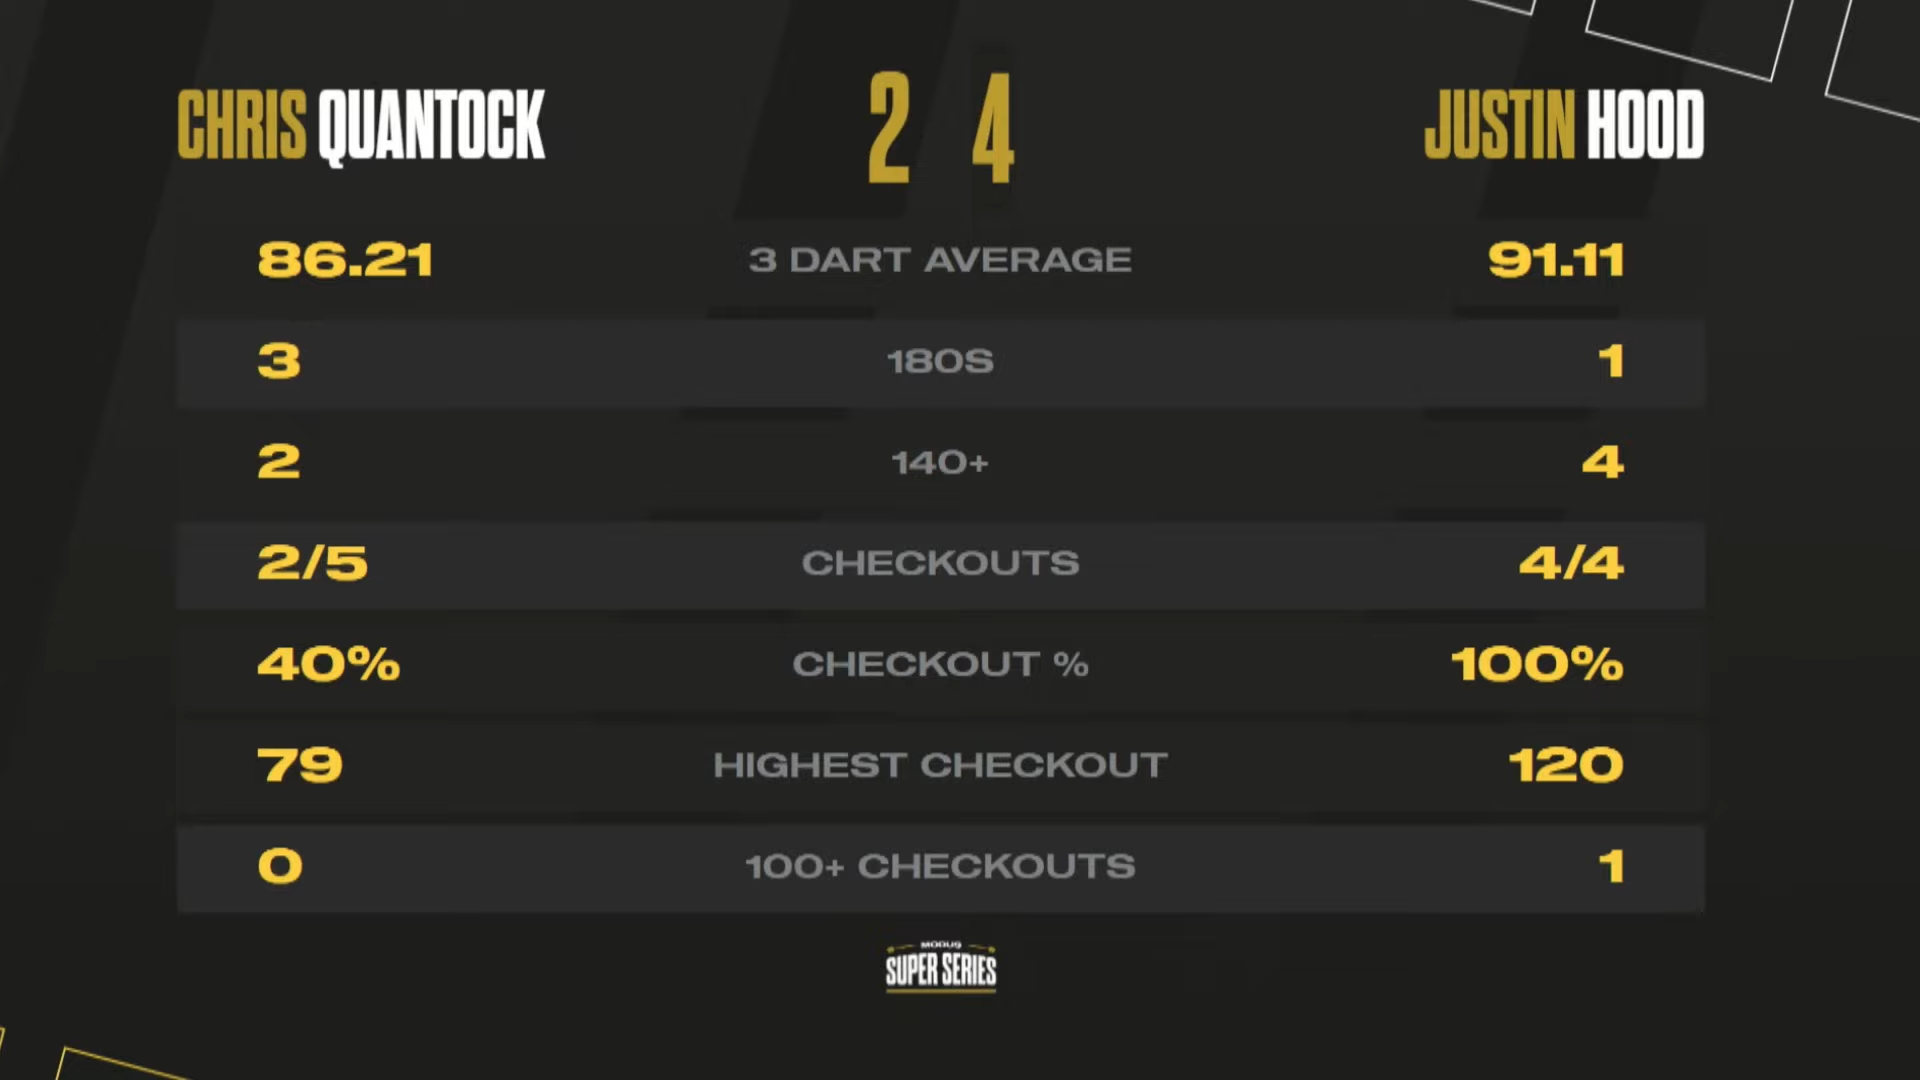 CHRIS QUANTOCK 2 4 JUSTIN HOOD
86.21 3 DART AVERAGE 91.11
3 180S 1
2 140+ 4
2/5 CHECKOUTS 4/4
40% CHECKOUT % 100%
79 HIGHEST CHECKOUT 120
0 100+ CHECKOUTS 1
MODUS
SUPER SERIES